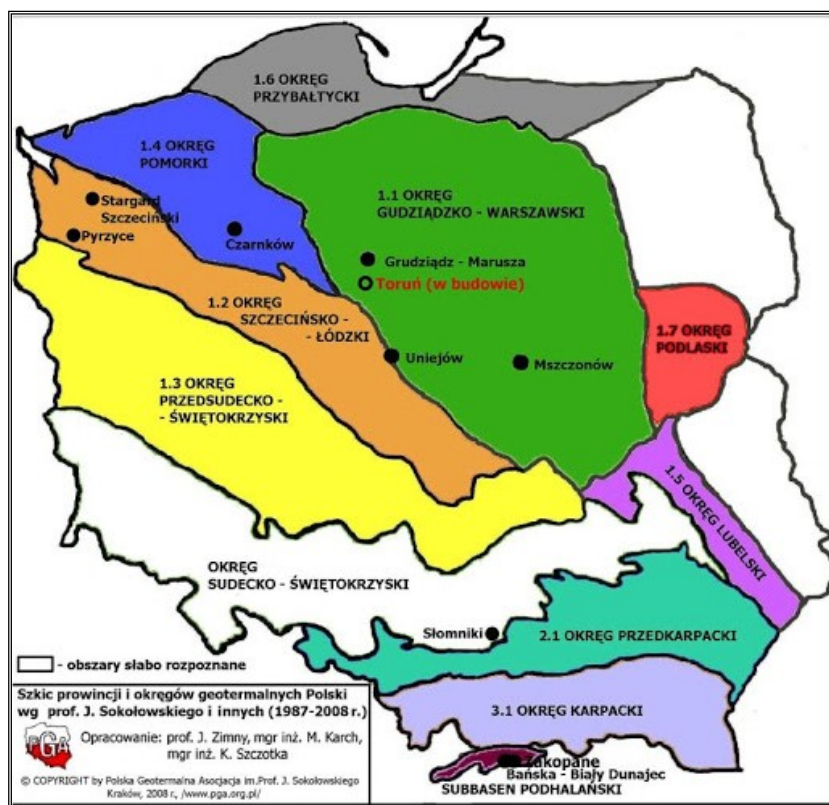 1.6 OKRĘG
PRZYBAŁTYCKI
1.4 OKRĘG
POMORKI
1.1 OKRĘG
GUDZIĄDZKO - WARSZAWSKI
Stargard
Szczeciński
Pyrzyce
Czarnków
Grudziądz - Marusza
Toruń (w budowie)
1.2 OKRĘG
SZCZECIŃSKO -
- ŁÓDZKI
1.7 OKRĘG
PODLASKI
Uniejów
Mszczonów
1.3 OKRĘG
PRZEDSUDECKO -
- ŚWIĘTOKRZYSKI
1.5 OKRĘG LUBELSKI
OKRĘG
SUDECKO - ŚWIĘTOKRZYSKI
Słomniki
2.1 OKRĘG PRZEDKARPACKI
- obszary słabo rozpoznane
3.1 OKRĘG KARPACKI
Zakopane
Bańska - Biały Dunajec
SUBBASEN PODHALAŃSKI
Szkic prowincji i okręgów geotermalnych Polski
wg prof. J. Sokołowskiego i innych (1987-2008 r.)
PGA
Opracowanie: prof. J. Zimny, mgr inż. M. Karch,
mgr inż. K. Szczotka
© COPYRIGHT by Polska Geotermalna Asocjacja im.Prof. J. Sokołowskiego
Kraków, 2008 r., /www.pga.org.pl/